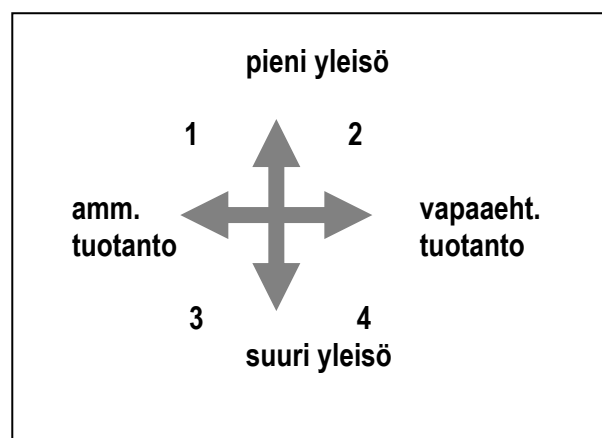 pieni yleisö
1 2
amm. vapaaeht.
tuotanto tuotanto
3 4
suuri yleisö